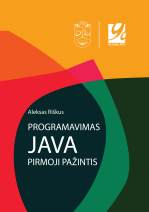 Aleksas Riškus
PROGRAMAVIMAS
JAVA
PIRMOJI PAŽINTIS